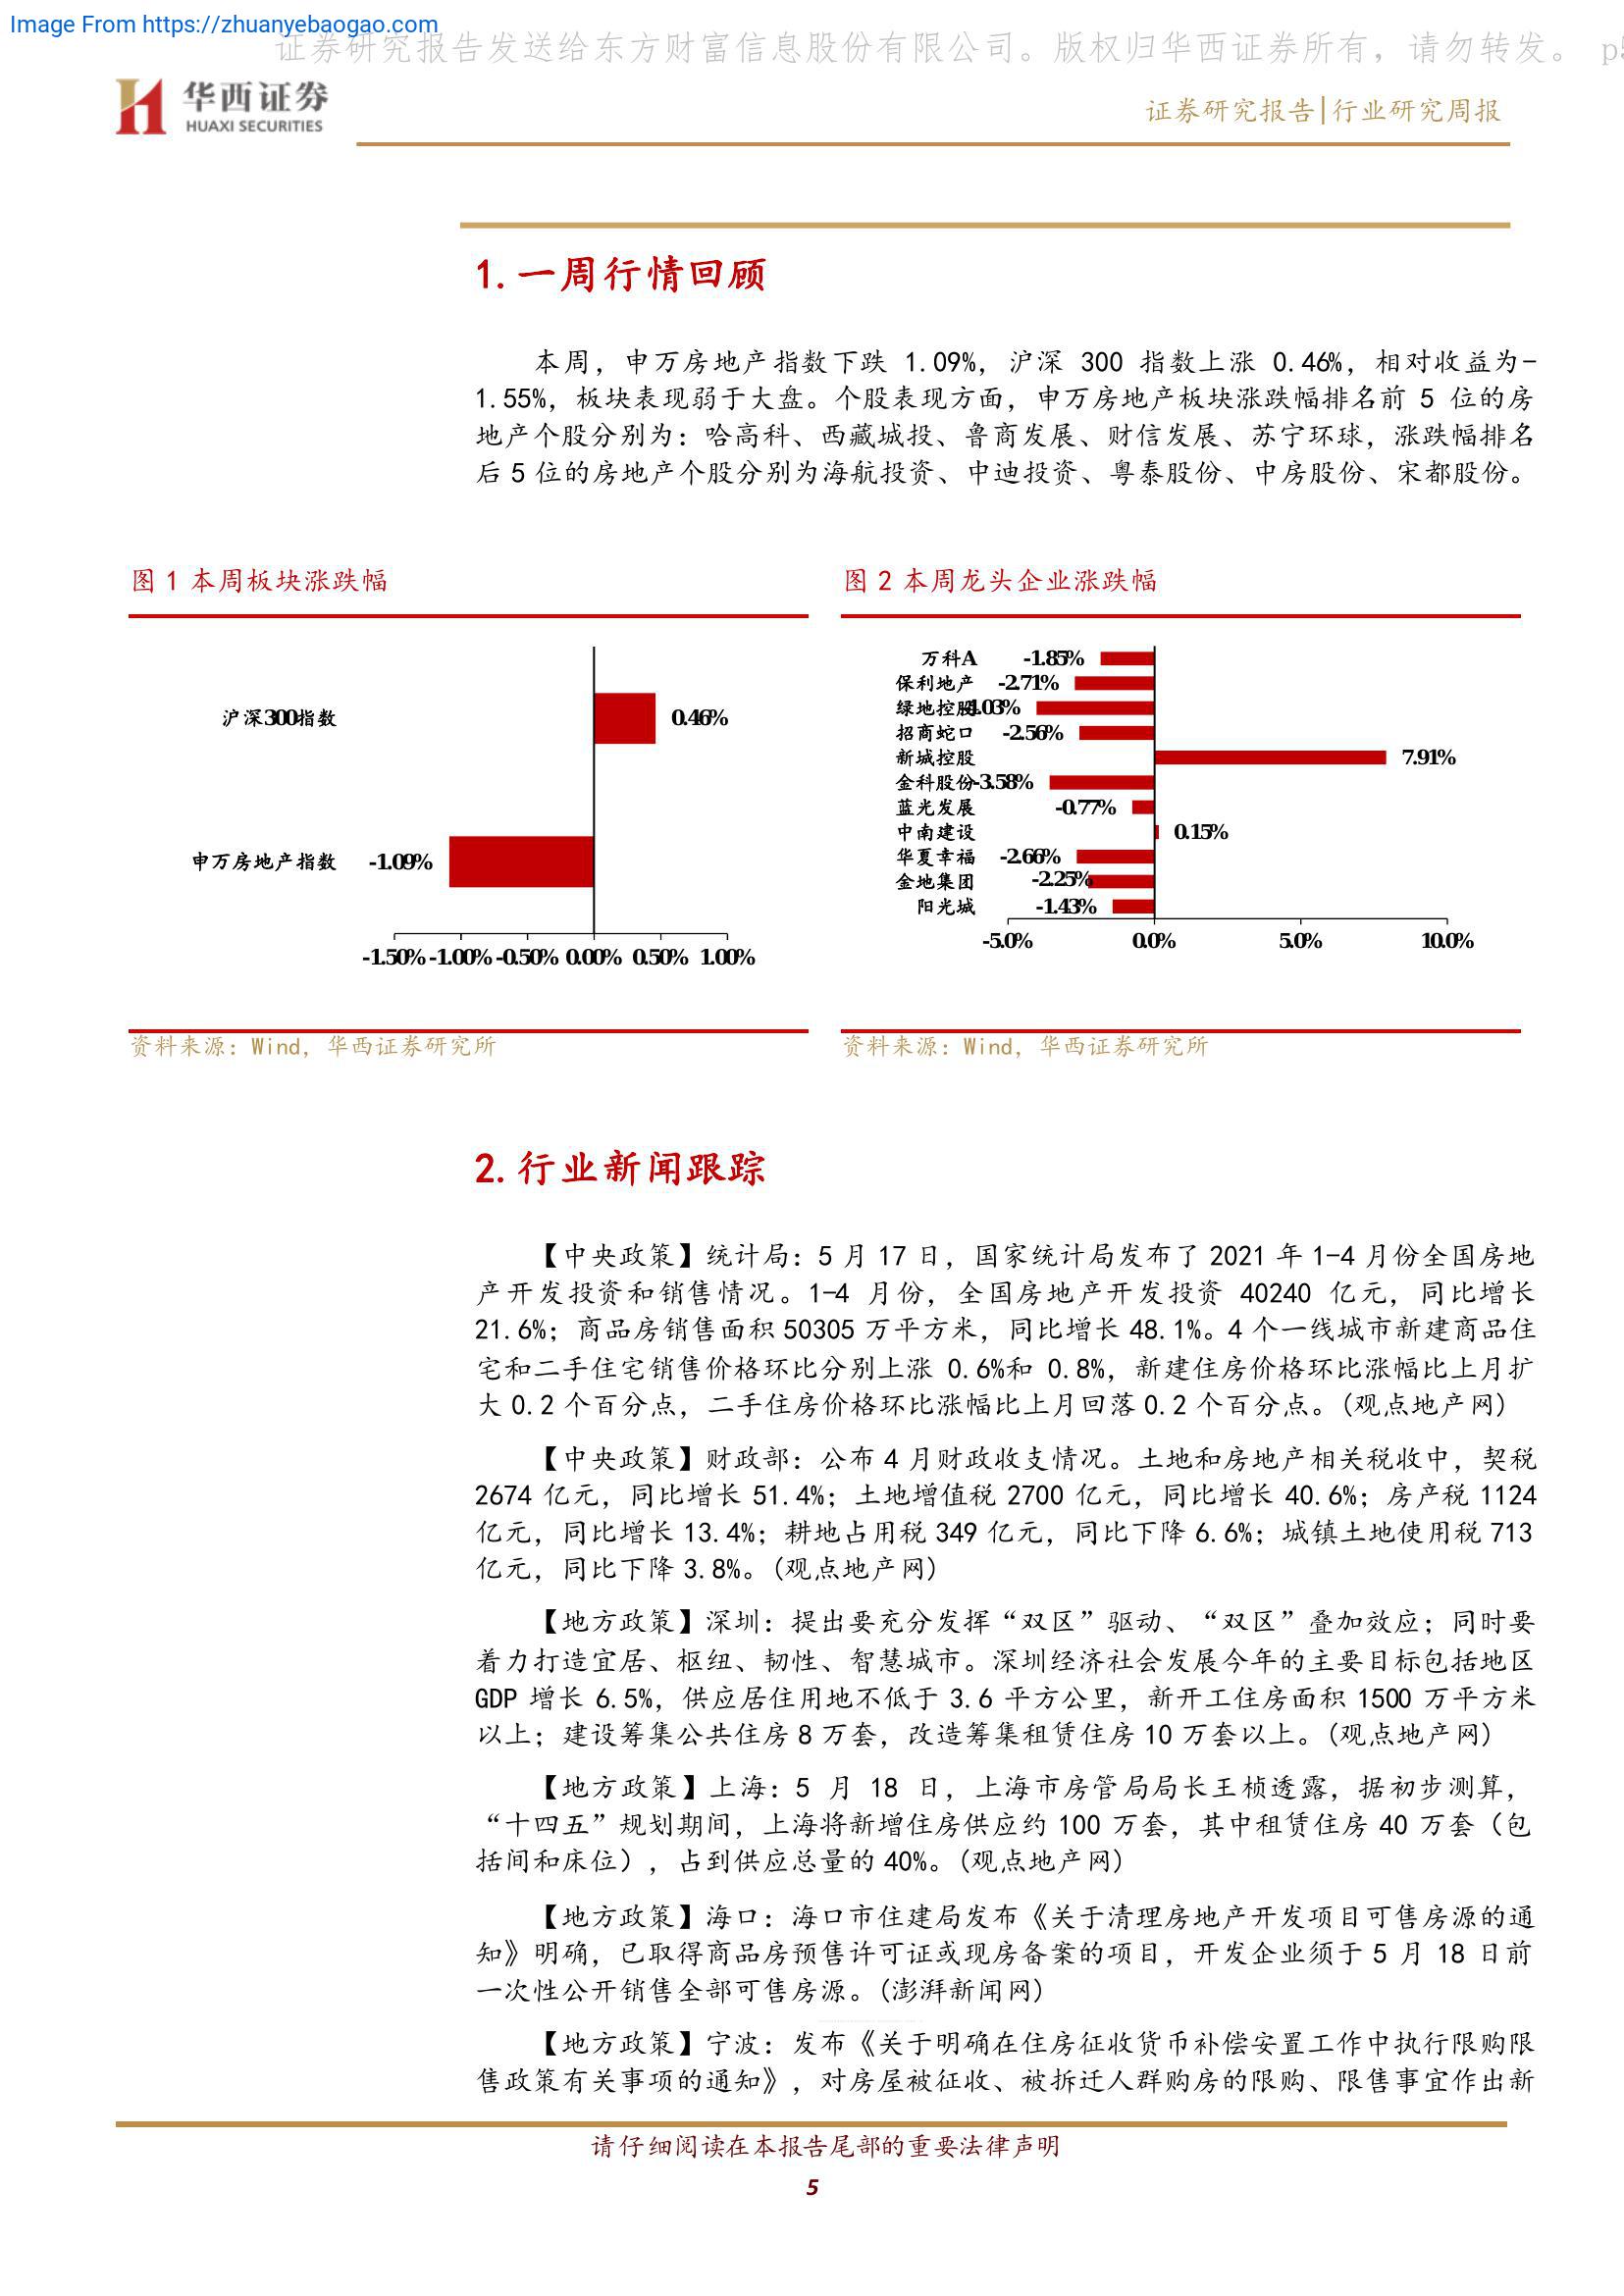 Image From https://zhuanyebaogao.com
证券研究报告发送给东方财富信息股份有限公司。版权归华西证券所有，请勿转发。 p5
华西证券
HUAXI SECURITIES
证券研究报告|行业研究周报
1. 一周行情回顾
本周，申万房地产指数下跌 1.09%，沪深 300 指数上涨 0.46%，相对收益为-
1.55%，板块表现弱于大盘。个股表现方面，申万房地产板块涨跌幅排名前 5 位的房
地产个股分别为：哈高科、西藏城投、鲁商发展、财信发展、苏宁环球，涨跌幅排名
后 5 位的房地产个股分别为海航投资、中迪投资、粤泰股份、中房股份、宋都股份。
图 1 本周板块涨跌幅
沪深300指数 0.46%
申万房地产指数 -1.09%
-1.50% -1.00% -0.50% 0.00% 0.50% 1.00%
资料来源：Wind，华西证券研究所
图 2 本周龙头企业涨跌幅
万科A -1.85%
保利地产 -2.71%
绿地控股 -4.03%
招商蛇口 -2.56%
新城控股 7.91%
金科股份 -3.58%
蓝光发展 -0.77%
中南建设 0.15%
华夏幸福 -2.66%
金地集团 -2.25%
阳光城 -1.43%
-5.0% 0.0% 5.0% 10.0%
资料来源：Wind，华西证券研究所
2. 行业新闻跟踪
【中央政策】统计局：5 月 17 日，国家统计局发布了 2021 年 1-4 月份全国房地
产开发投资和销售情况。1-4 月份，全国房地产开发投资 40240 亿元，同比增长
21.6%；商品房销售面积 50305 万平方米，同比增长 48.1%。4 个一线城市新建商品住
宅和二手住宅销售价格环比分别上涨 0.6%和 0.8%，新建住房价格环比涨幅比上月扩
大 0.2 个百分点，二手住房价格环比涨幅比上月回落 0.2 个百分点。(观点地产网)
【中央政策】财政部：公布 4 月财政收支情况。土地和房地产相关税收中，契税
2674 亿元，同比增长 51.4%；土地增值税 2700 亿元，同比增长 40.6%；房产税 1124
亿元，同比增长 13.4%；耕地占用税 349 亿元，同比下降 6.6%；城镇土地使用税 713
亿元，同比下降 3.8%。(观点地产网)
【地方政策】深圳：提出要充分发挥“双区”驱动、“双区”叠加效应；同时要
着力打造宜居、枢纽、韧性、智慧城市。深圳经济社会发展今年的主要目标包括地区
GDP 增长 6.5%，供应居住用地不低于 3.6 平方公里，新开工住房面积 1500 万平方米
以上；建设筹集公共住房 8 万套，改造筹集租赁住房 10 万套以上。(观点地产网)
【地方政策】上海：5 月 18 日，上海市房管局局长王桢透露，据初步测算，
“十四五”规划期间，上海将新增住房供应约 100 万套，其中租赁住房 40 万套（包
括间和床位），占到供应总量的 40%。(观点地产网)
【地方政策】海口：海口市住建局发布《关于清理房地产开发项目可售房源的通
知》明确，已取得商品房预售许可证或现房备案的项目，开发企业须于 5 月 18 日前
一次性公开销售全部可售房源。(澎湃新闻网)
【地方政策】宁波：发布《关于明确在住房征收货币补偿安置工作中执行限购限
售政策有关事项的通知》，对房屋被征收、被拆迁人群购房的限购、限售事宜作出新
请仔细阅读在本报告尾部的重要法律声明
5